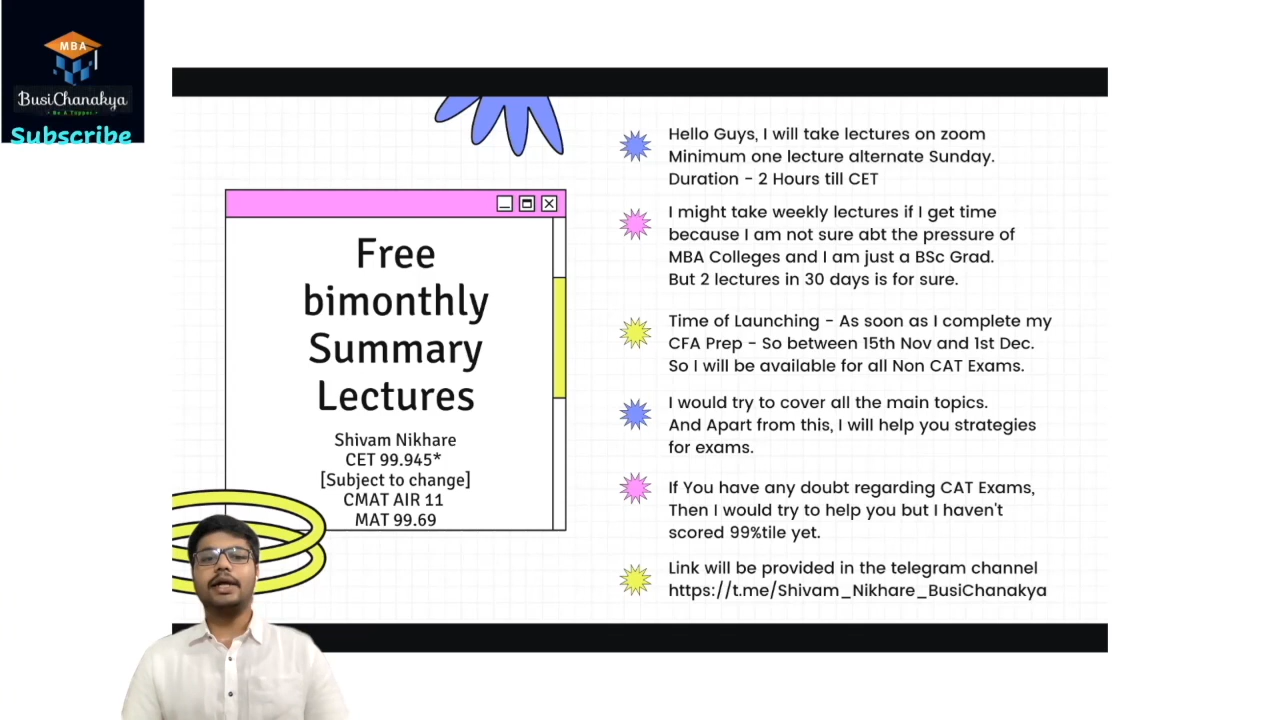 MBA
BusiChanakya
Be A Topper
Subscribe
Free
bimonthly
Summary
Lectures
Shivam Nikhare
CET 99.945*
[Subject to change]
CMAT AIR 11
MAT 99.69
Hello Guys, I will take lectures on zoom
Minimum one lecture alternate Sunday.
Duration - 2 Hours till CET
I might take weekly lectures if I get time
because I am not sure abt the pressure of
MBA Colleges and I am just a BSc Grad.
But 2 lectures in 30 days is for sure.
Time of Launching - As soon as I complete my
CFA Prep - So between 15th Nov and 1st Dec.
So I will be available for all Non CAT Exams.
I would try to cover all the main topics.
And Apart from this, I will help you strategies
for exams.
If You have any doubt regarding CAT Exams,
Then I would try to help you but I haven't
scored 99%tile yet.
Link will be provided in the telegram channel
https://t.me/Shivam_Nikhare_BusiChanakya